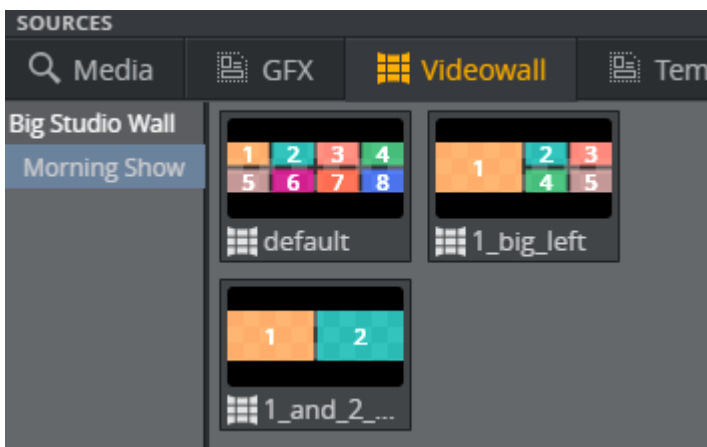 SOURCES
Media GFX Videowall Tem
Big Studio Wall
Morning Show
1 2 3 4
5 6 7 8
default
1 2 3
4 5
1_big_left
1 2
1_and_2_...